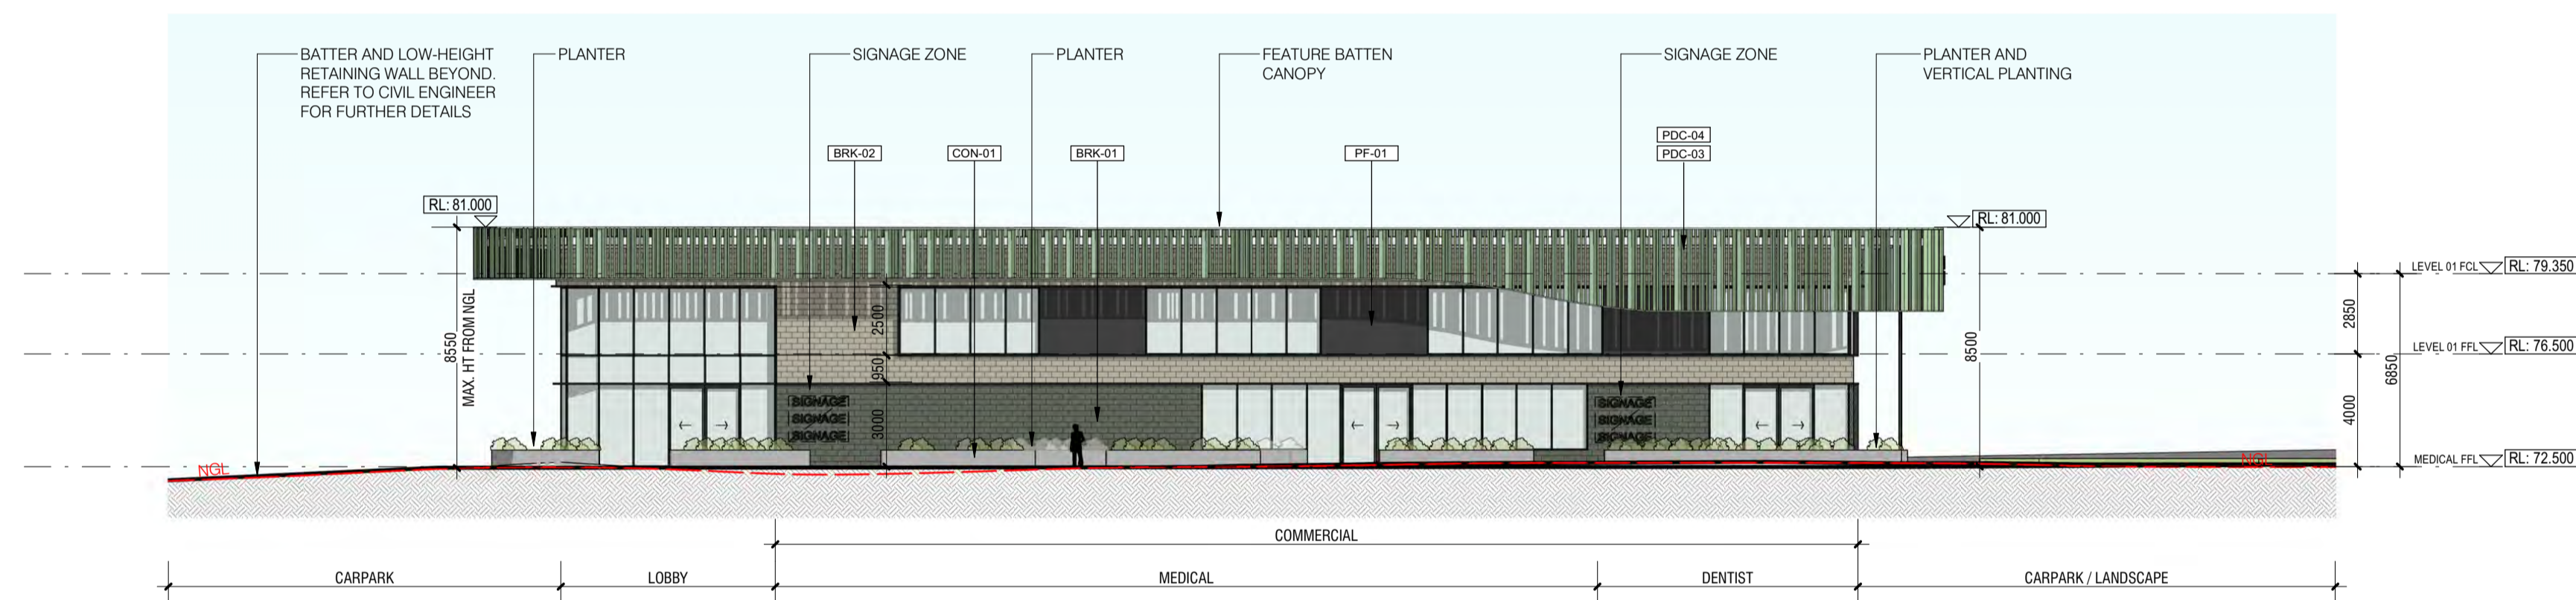 BATTER AND LOW-HEIGHT
RETAINING WALL BEYOND.
REFER TO CIVIL ENGINEER
FOR FURTHER DETAILS
PLANTER
SIGNAGE ZONE
PLANTER
FEATURE BATTEN
CANOPY
SIGNAGE ZONE
PLANTER AND
VERTICAL PLANTING
BRK-02
CON-01
BRK-01
PF-01
PDC-04
PDC-03
RL: 81.000
RL: 81.000
LEVEL 01 FCL
RL: 79.350
LEVEL 01 FFL
RL: 76.500
MEDICAL FFL
RL: 72.500
8550
MAX. HT FROM NGL
2500
950
3000
8500
2850
4000
6850
SIGNAGE
SIGNAGE
SIGNAGE
SIGNAGE
SIGNAGE
SIGNAGE
NGL
NGL
COMMERCIAL
CARPARK
LOBBY
MEDICAL
DENTIST
CARPARK / LANDSCAPE